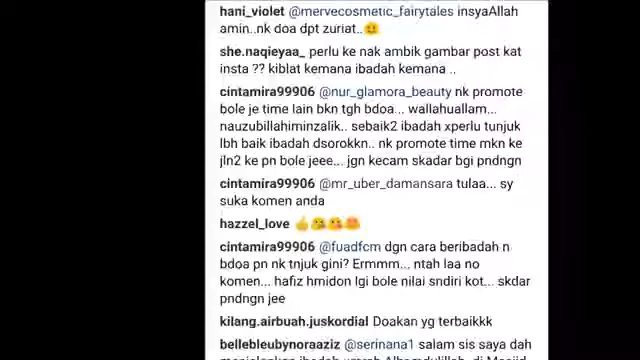 hani_violet @mervecosmetic_fairytales insyaAllah
amin..nk doa dpt zuriat..
she.naqieyaa_ perlu ke nak ambik gambar post kat
insta ?? kiblat kemana ibadah kemana ..
cintamira99906 @nur_glamora_beauty nk promote
bole je time lain bkn tgh bdoa... wallahuallam...
nauzubillahiminzalik.. sebaik2 ibadah xperlu tunjuk
lbh baik ibadah dsorokkn.. nk promote time mkn ke
jln2 ke pn bole jeee... jgn kecam skadar bgi pndngn
cintamira99906 @mr_uber_damansara tulaa... sy
suka komen anda
hazzel_love 👍😘😘😚
cintamira99906 @fuadfcm dgn cara beribadah n
bdoa pn nk tnjuk gini? Ermmm... ntah laa no
komen... hafiz hmidon lgi bole nilai sndiri kot... skdar
pndngn jee
kilang.airbuah.juskordial Doakan yg terbaikkk
bellebleubynoraaziz @serinana1 salam sis saya dah